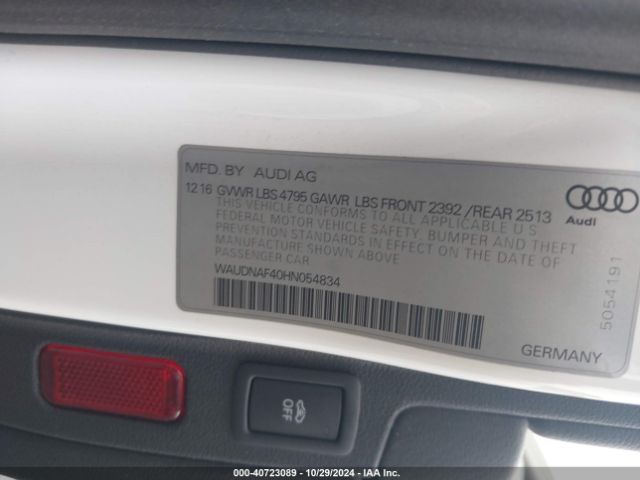 MFD. BY AUDI AG
12 16 GVWR LBS 4795 GAWR LBS FRONT 2392 /REAR 2513
THIS VEHICLE CONFORMS TO ALL APPLICABLE U S
FEDERAL MOTOR VEHICLE SAFETY, BUMPER AND THEFT
PREVENTION STANDARDS IN EFFECT ON THE DATE OF
MANUFACTURE SHOWN ABOVE
PASSENGER CAR
WAUDNAF40HN054834
Audi
5054191
GERMANY
OFF
000-40723089 - 10/29/2024 - IAA Inc.